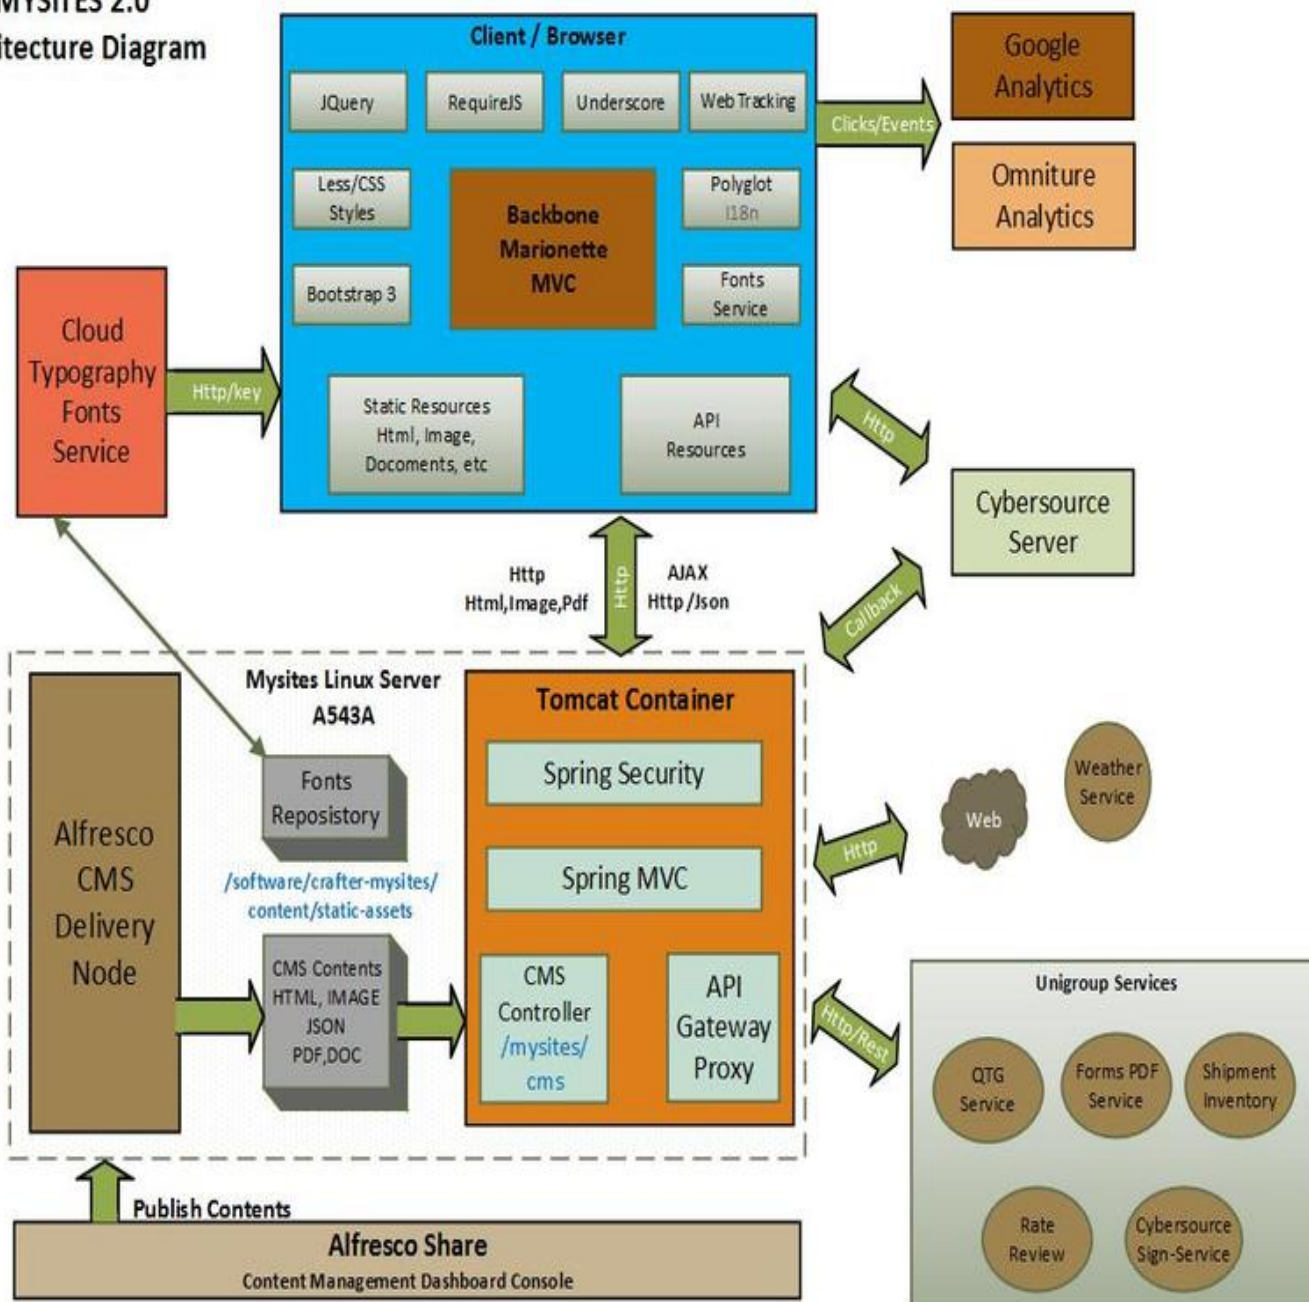 MYSITES 2.0
itecture Diagram
Client / Browser
JQuery
RequireJS
Underscore
Web Tracking
Less/CSS
Styles
Backbone
Marionette
MVC
Polyglot
I18n
Bootstrap 3
Fonts
Service
Static Resources
Html, Image,
Docoments, etc
API
Resources
Clicks/Events
Google
Analytics
Omniture
Analytics
Cloud
Typography
Fonts
Service
Http/key
Http
Cybersource
Server
Http
Html,Image,Pdf
Http
AJAX
Http/Json
Callback
Mysites Linux Server
A543A
Alfresco
CMS
Delivery
Node
Fonts
Reposistory
/software/crafter-mysites/
content/static-assets
CMS Contents
HTML, IMAGE
JSON
PDF,DOC
Tomcat Container
Spring Security
Spring MVC
CMS
Controller
/mysites/
cms
API
Gateway
Proxy
Http
Web
Weather
Service
Http/Rest
Unigroup Services
QTG
Service
Forms PDF
Service
Shipment
Inventory
Rate
Review
Cybersource
Sign-Service
Publish Contents
Alfresco Share
Content Management Dashboard Console